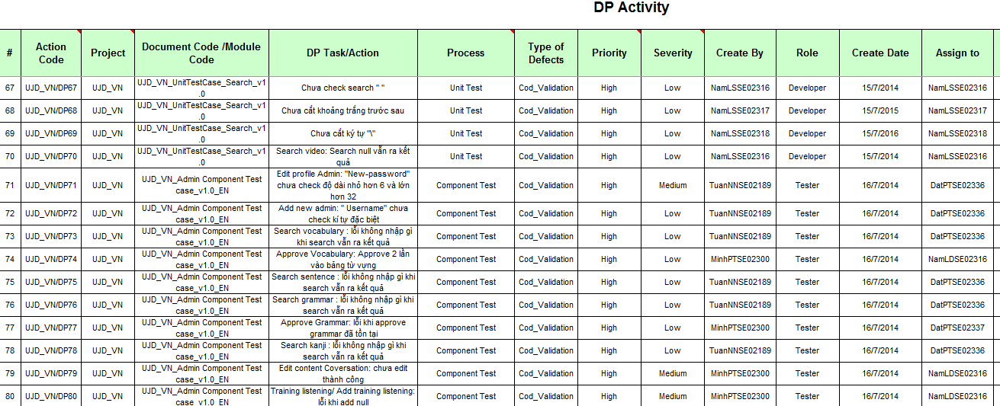 DP Activity
# Action Code Project Document Code /Module Code DP Task/Action Process Type of Defects Priority Severity Create By Role Create Date Assign to
67 UJD_VN/DP67 UJD_VN UJD_VN_UnitTestCase_Search_v1.0 Chưa check search " " Unit Test Cod_Validation High Low NamLSSE02316 Developer 15/7/2014 NamLSSE02316
68 UJD_VN/DP68 UJD_VN UJD_VN_UnitTestCase_Search_v1.0 Chưa cắt khoảng trắng trước sau Unit Test Cod_Validation High Low NamLSSE02317 Developer 15/7/2015 NamLSSE02317
69 UJD_VN/DP69 UJD_VN UJD_VN_UnitTestCase_Search_v1.0 Chưa cắt ký tự "\" Unit Test Cod_Validation High Low NamLSSE02318 Developer 15/7/2016 NamLSSE02318
70 UJD_VN/DP70 UJD_VN UJD_VN_UnitTestCase_Search_v1.0 Search video: Search null vẫn ra kết quả Unit Test Cod_Validation High Low NamLSSE02316 Developer 15/7/2014 NamLSSE02316
71 UJD_VN/DP71 UJD_VN UJD_VN_Admin Component Test case_v1.0_EN Edit profile Admin: "New-password" chưa check độ dài nhỏ hơn 6 và lớn hơn 32 Component Test Cod_Validation High Medium TuanNNSE02189 Tester 16/7/2014 DatPTSE02336
72 UJD_VN/DP72 UJD_VN UJD_VN_Admin Component Test case_v1.0_EN Add new admin: " Username" chưa check kí tự đặc biệt Component Test Cod_Validation High Low TuanNNSE02189 Tester 16/7/2014 DatPTSE02336
73 UJD_VN/DP73 UJD_VN UJD_VN_Admin Component Test case_v1.0_EN Search vocabulary : lỗi không nhập gì khi search vẫn ra kết quả Component Test Cod_Validation High Low TuanNNSE02189 Tester 16/7/2014 DatPTSE02336
74 UJD_VN/DP74 UJD_VN UJD_VN_Admin Component Test case_v1.0_EN Approve Vocabulary: Approve 2 lần vào bảng từ vựng Component Test Cod_Validation High Low MinhPTSE02300 Tester 16/7/2014 NamLDSE02316
75 UJD_VN/DP75 UJD_VN UJD_VN_Admin Component Test case_v1.0_EN Search sentence : lỗi không nhập gì khi search vẫn ra kết quả Component Test Cod_Validation High Low TuanNNSE02189 Tester 16/7/2014 DatPTSE02336
76 UJD_VN/DP76 UJD_VN UJD_VN_Admin Component Test case_v1.0_EN Search grammar : lỗi không nhập gì khi search vẫn ra kết quả Component Test Cod_Validation High Low TuanNNSE02189 Tester 16/7/2014 DatPTSE02336
77 UJD_VN/DP77 UJD_VN UJD_VN_Admin Component Test case_v1.0_EN Approve Grammar: lỗi khi approve grammar đã tồn tại Component Test Cod_Validation High Low MinhPTSE02300 Tester 16/7/2014 DatPTSE02337
78 UJD_VN/DP78 UJD_VN UJD_VN_Admin Component Test case_v1.0_EN Search kanji : lỗi không nhập gì khi search vẫn ra kết quả Component Test Cod_Validation High Low TuanNNSE02189 Tester 16/7/2014 DatPTSE02336
79 UJD_VN/DP79 UJD_VN UJD_VN_Admin Component Test case_v1.0_EN Edit content Coversation: chưa edit thành công Component Test Cod_Validation High Medium MinhPTSE02300 Tester 16/7/2014 NamLDSE02316
80 UJD_VN/DP80 UJD_VN UJD_VN_Admin Component Test case_v1.0_EN Training listening/ Add training listening: lỗi khi add null Component Test Cod_Validation High Medium MinhPTSE02300 Tester 16/7/2014 NamLDSE02316